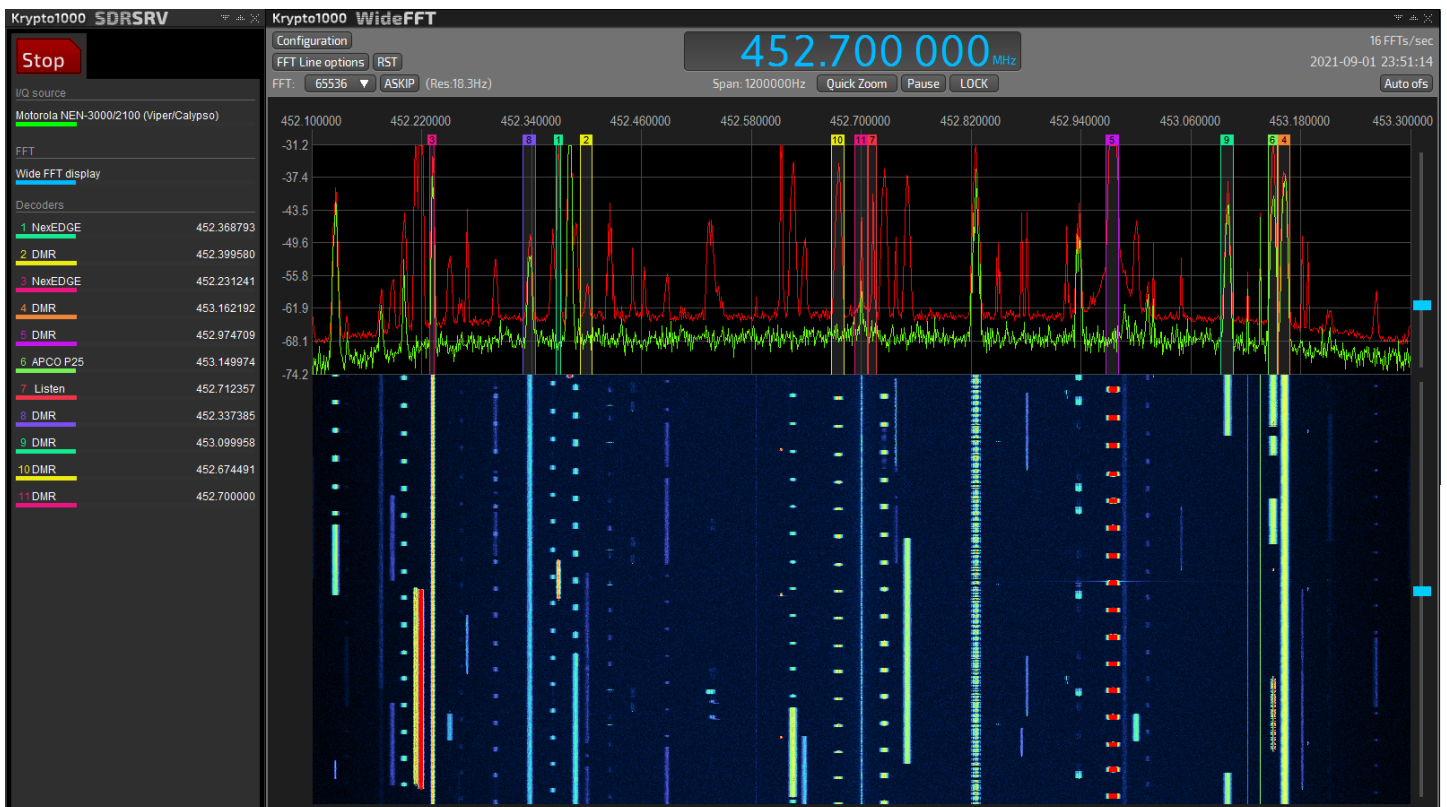 Krypto1000 SDRSRV
Stop
I/Q source
Motorola NEN-3000/2100 (Viper/Calypso)
FFT
Wide FFT display
Decoders
1 NexEDGE 452.368793
2 DMR 452.399580
3 NexEDGE 452.231241
4 DMR 453.162192
5 DMR 452.974709
6 APCO P25 453.149974
7 Listen 452.712357
8 DMR 452.337385
9 DMR 453.099958
10 DMR 452.674491
11 DMR 452.700000
Krypto1000 WideFFT
Configuration
452.700 000 MHz
16 FFTs/sec
FFT Line options RST
2021-09-01 23:51:14
FFT: 65536 ▼ ASKIP (Res:18.3Hz)
Span: 1200000Hz Quick Zoom Pause LOCK
Auto ofs
452.100000 452.220000 452.340000 452.460000 452.580000 452.700000 452.820000 452.940000 453.060000 453.180000 453.300000
3 8 1 2 10 11 7 5 9 6 4
-31.2
-37.4
-43.5
-49.6
-55.8
-61.9
-68.1
-74.2